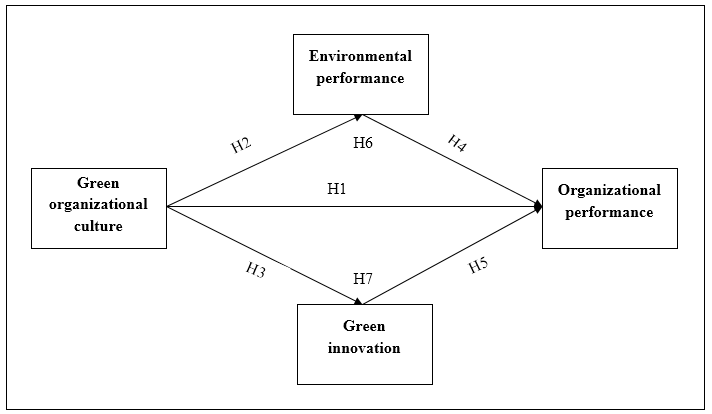 Environmental
performance
H2
H6
H4
Green
organizational
culture
H1
Organizational
performance
H3
H7
H5
Green
innovation